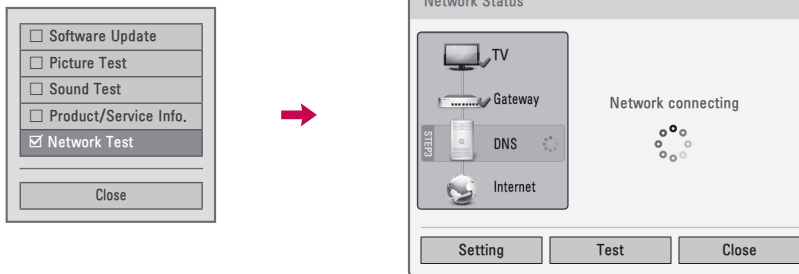 ☐ Software Update
☐ Picture Test
☐ Sound Test
☐ Product/Service Info.
☑ Network Test
Close
Network Status
TV
Gateway
STEP3
DNS
Internet
Network connecting
Setting
Test
Close